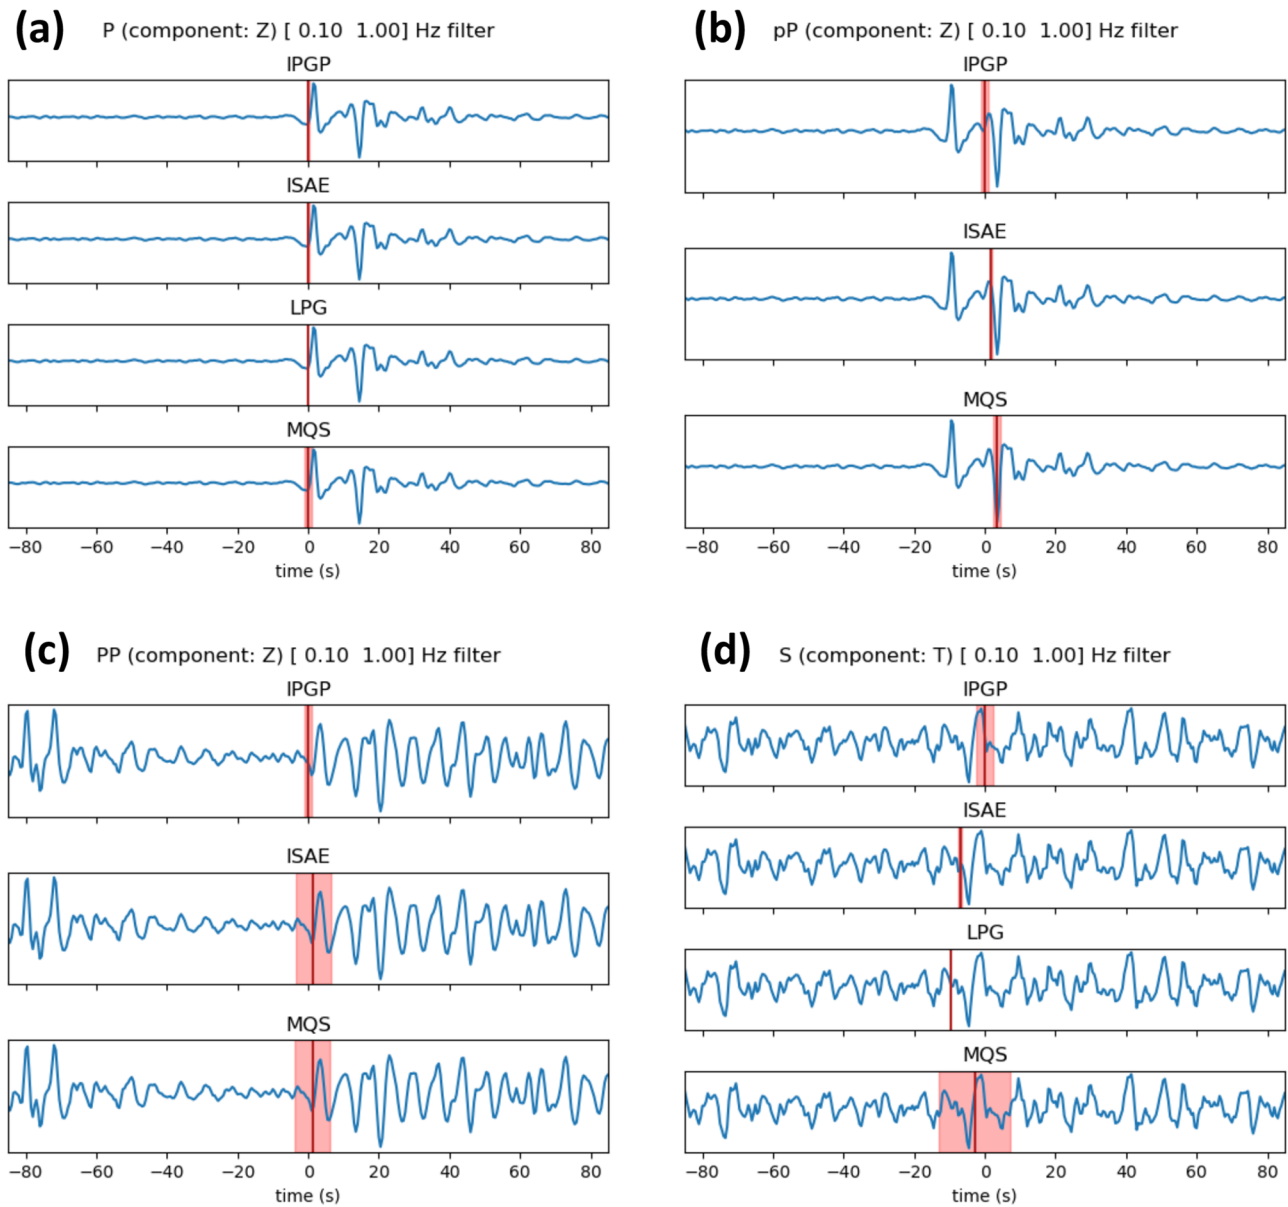 (a) P (component: Z) [ 0.10 1.00] Hz filter
IPGP
ISAE
LPG
MQS
−80 −60 −40 −20 0 20 40 60 80
time (s)
(b) pP (component: Z) [ 0.10 1.00] Hz filter
IPGP
ISAE
MQS
−80 −60 −40 −20 0 20 40 60 80
time (s)
(c) PP (component: Z) [ 0.10 1.00] Hz filter
IPGP
ISAE
MQS
−80 −60 −40 −20 0 20 40 60 80
time (s)
(d) S (component: T) [ 0.10 1.00] Hz filter
IPGP
ISAE
LPG
MQS
−80 −60 −40 −20 0 20 40 60 80
time (s)